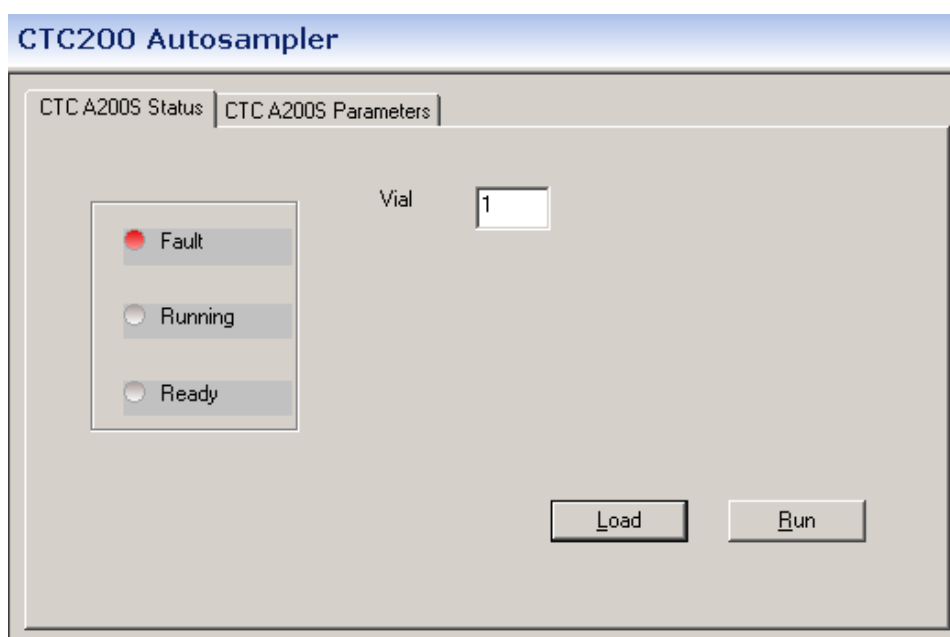 CTC200 Autosampler
CTC A200S Status CTC A200S Parameters
Vial 1
Fault
Running
Ready
Load Run